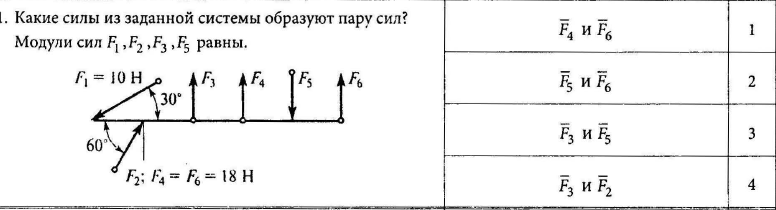 1. Какие силы из заданной системы образуют пару сил?
Модули сил F₁, F₂, F₃, F₅ равны.
F₁ = 10 Н
F₃
F₄
F₅
F₆
30°
60°
F₂; F₄ = F₆ = 18 Н
F̅₄ и F̅₆ 1
F̅₅ и F̅₆ 2
F̅₃ и F̅₅ 3
F̅₃ и F̅₂ 4